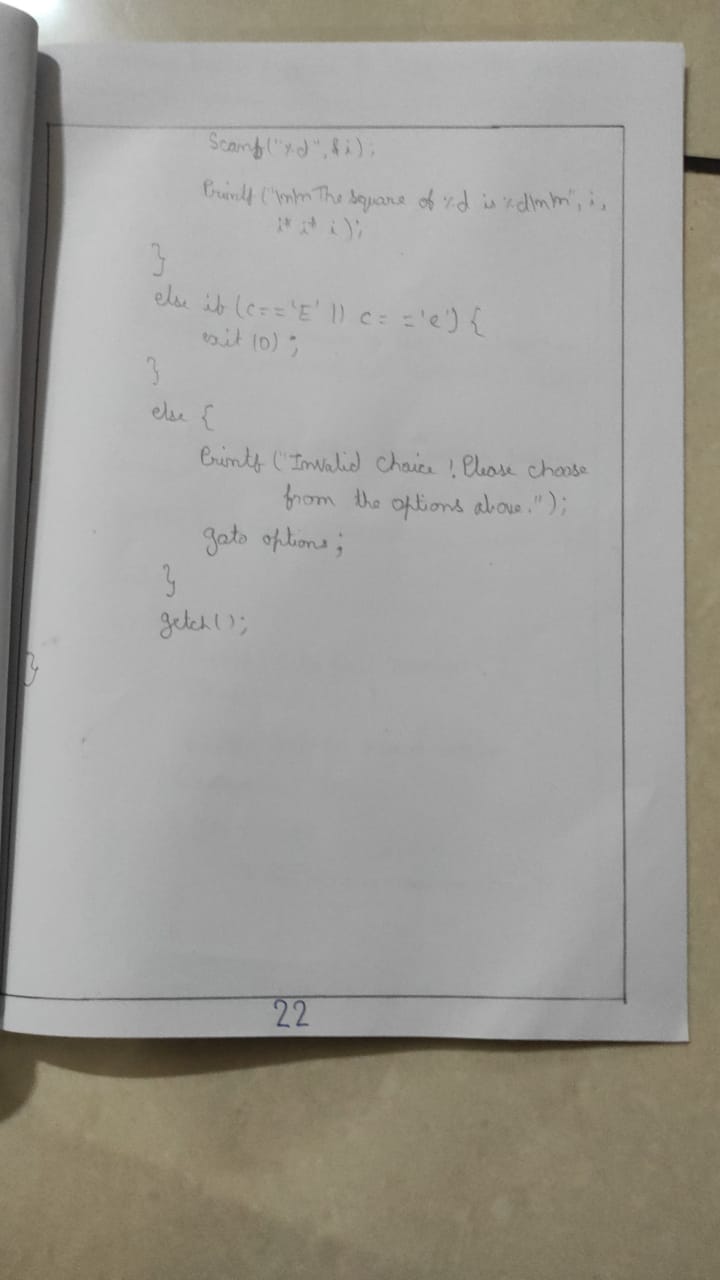 Scanf("%d", &i);
Printf ("\n\n The square of %d is %d\n\n", i,
i* i* i);
}
else if (c=='E' || c= ='e') {
exit (0);
}
else {
Printf ("Invalid Choice ! Please choose
from the options above.");
goto options;
}
getch();
}
22